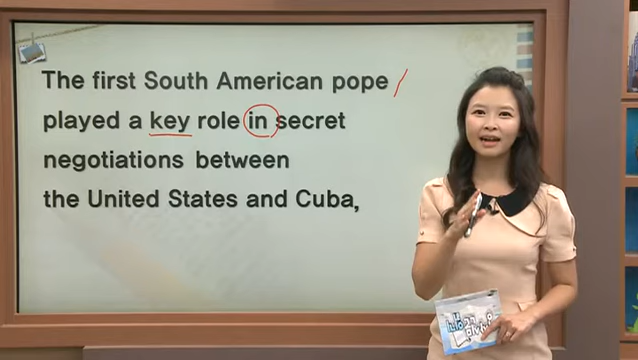 The first South American pope
played a key role in secret
negotiations between
the United States and Cuba,